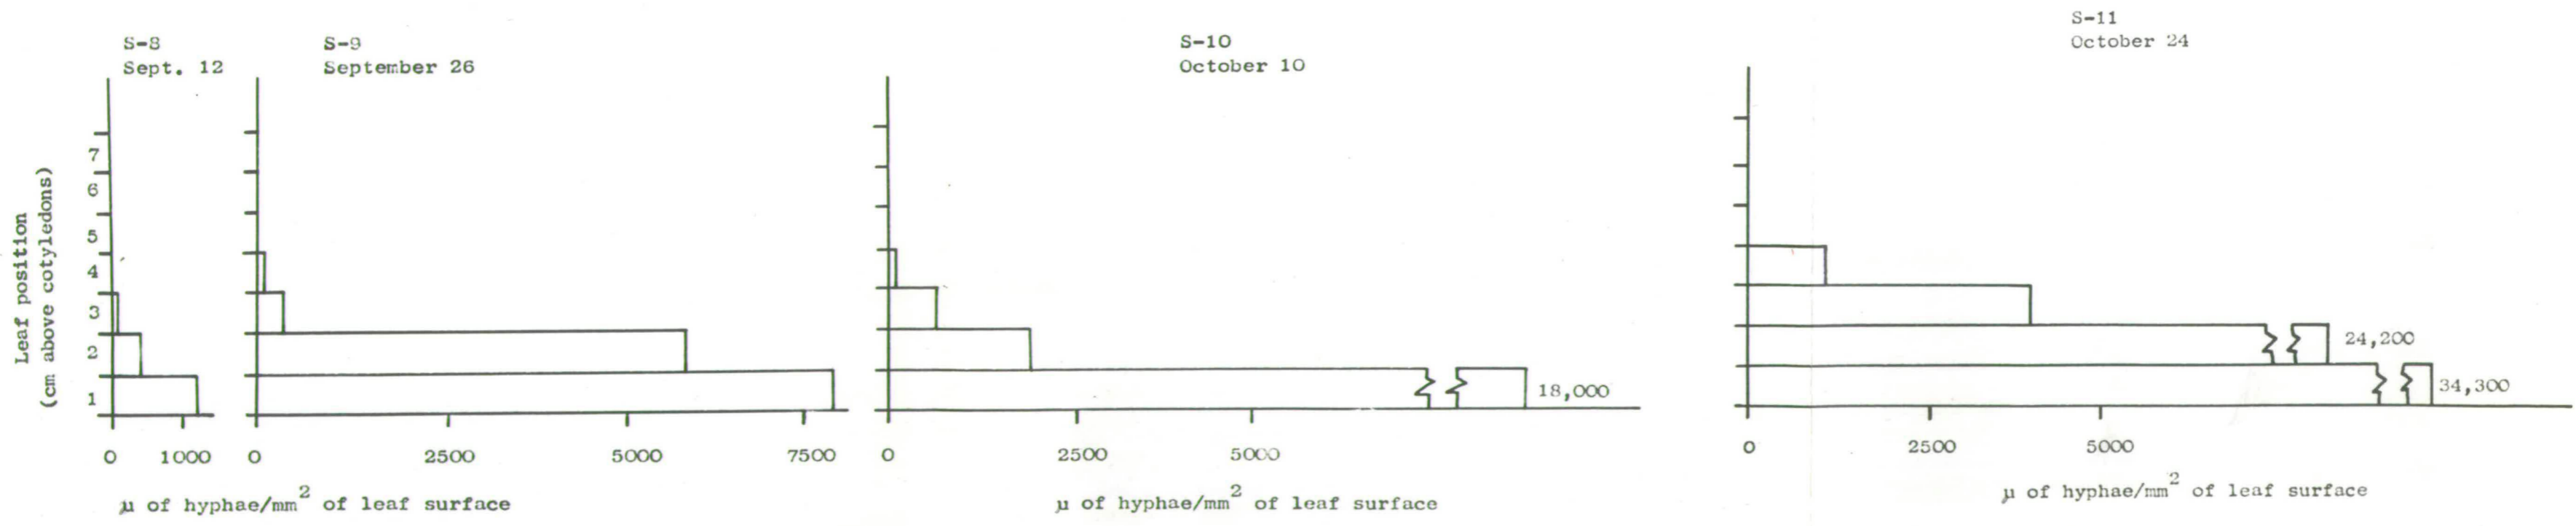 S-8
Sept. 12
S-9
September 26
S-10
October 10
S-11
October 24
Leaf position
(cm above cotyledons)
7
6
5
4
3
2
1
0 1000
0 2500 5000 7500
0 2500 5000
0 2500 5000
18,000
24,200
34,300
µ of hyphae/mm² of leaf surface
µ of hyphae/mm² of leaf surface
µ of hyphae/mm² of leaf surface